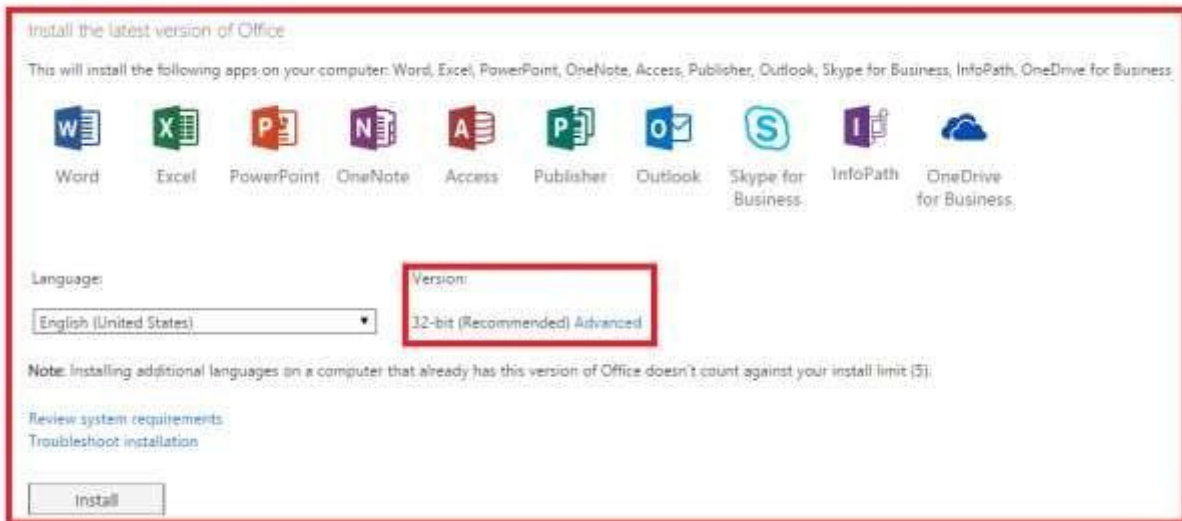 Install the latest version of Office
This will install the following apps on your computer: Word, Excel, PowerPoint, OneNote, Access, Publisher, Outlook, Skype for Business, InfoPath, OneDrive for Business
Word Excel PowerPoint OneNote Access Publisher Outlook Skype for Business InfoPath OneDrive for Business
Language:
Version:
English (United States)
32-bit (Recommended) Advanced
Note: Installing additional languages on a computer that already has this version of Office doesn't count against your install limit (5).
Review system requirements
Troubleshoot installation
Install